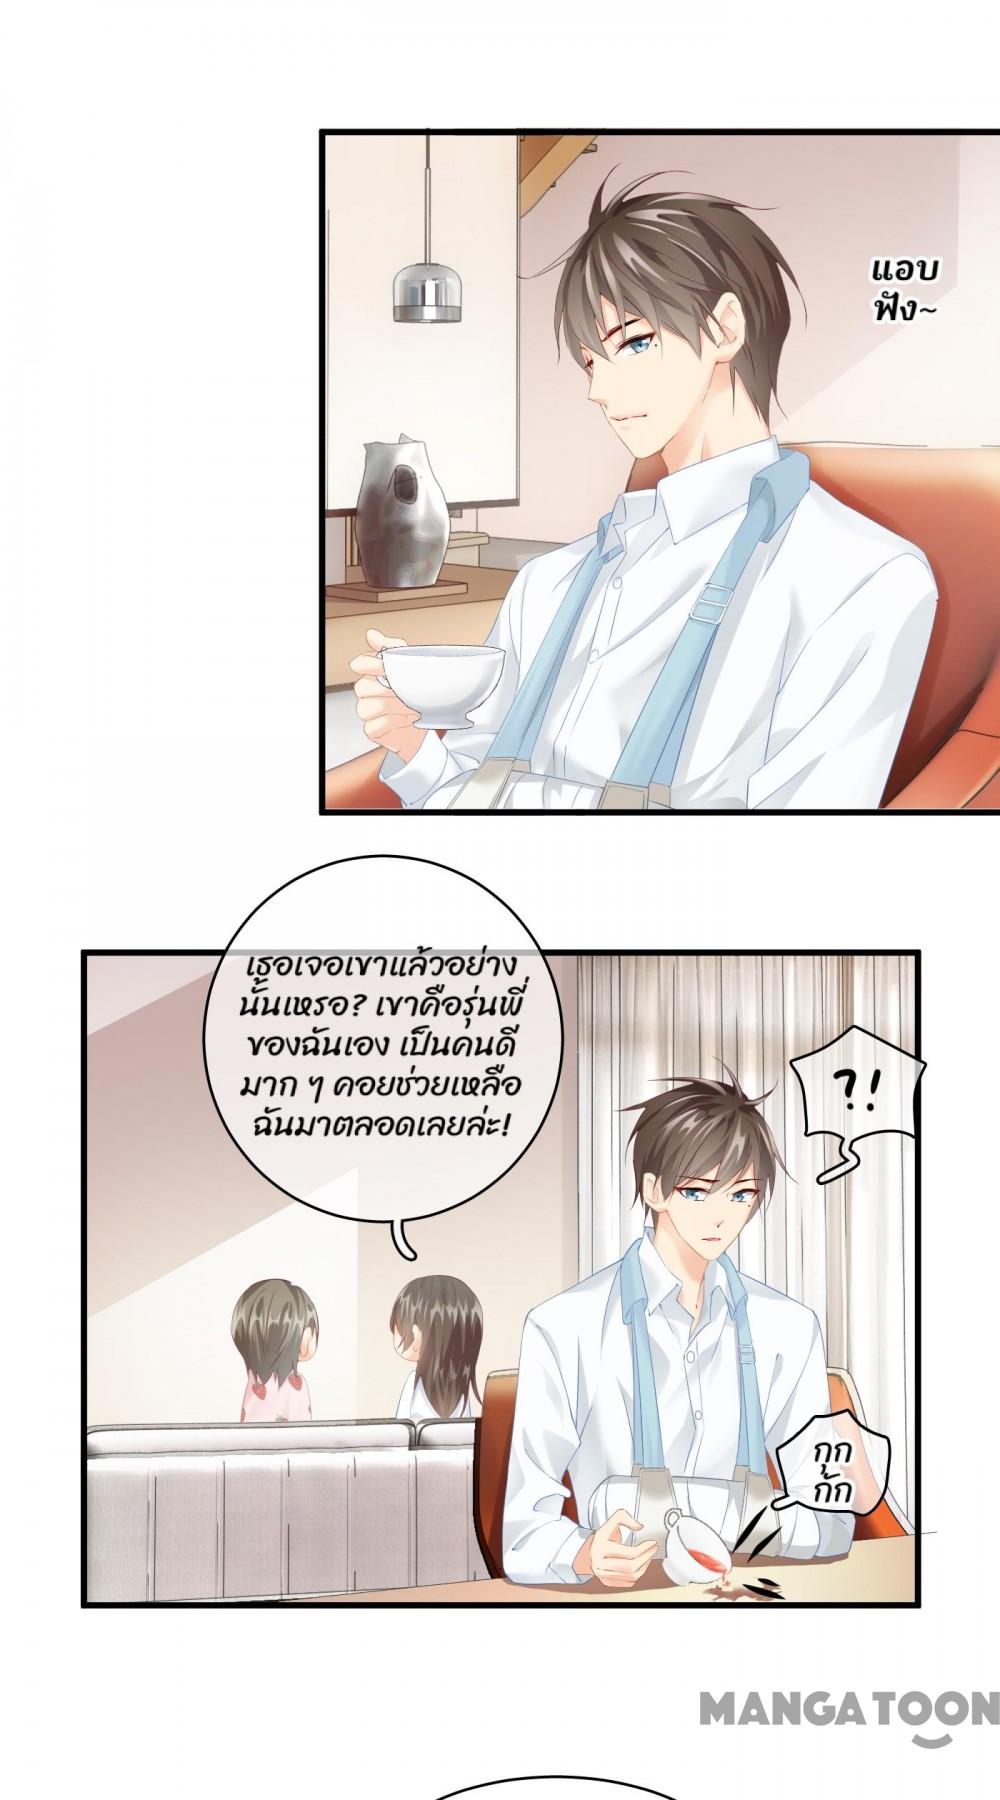 แอบ
ฟัง~
เธอเจอเขาแล้วอย่าง
นั้นเหรอ? เขาคือรุ่นพี่
ของฉันเอง เป็นคนดี
มาก ๆ คอยช่วยเหลือ
ฉันมาตลอดเลยล่ะ!
?!
กุก
กัก
MANGATOON